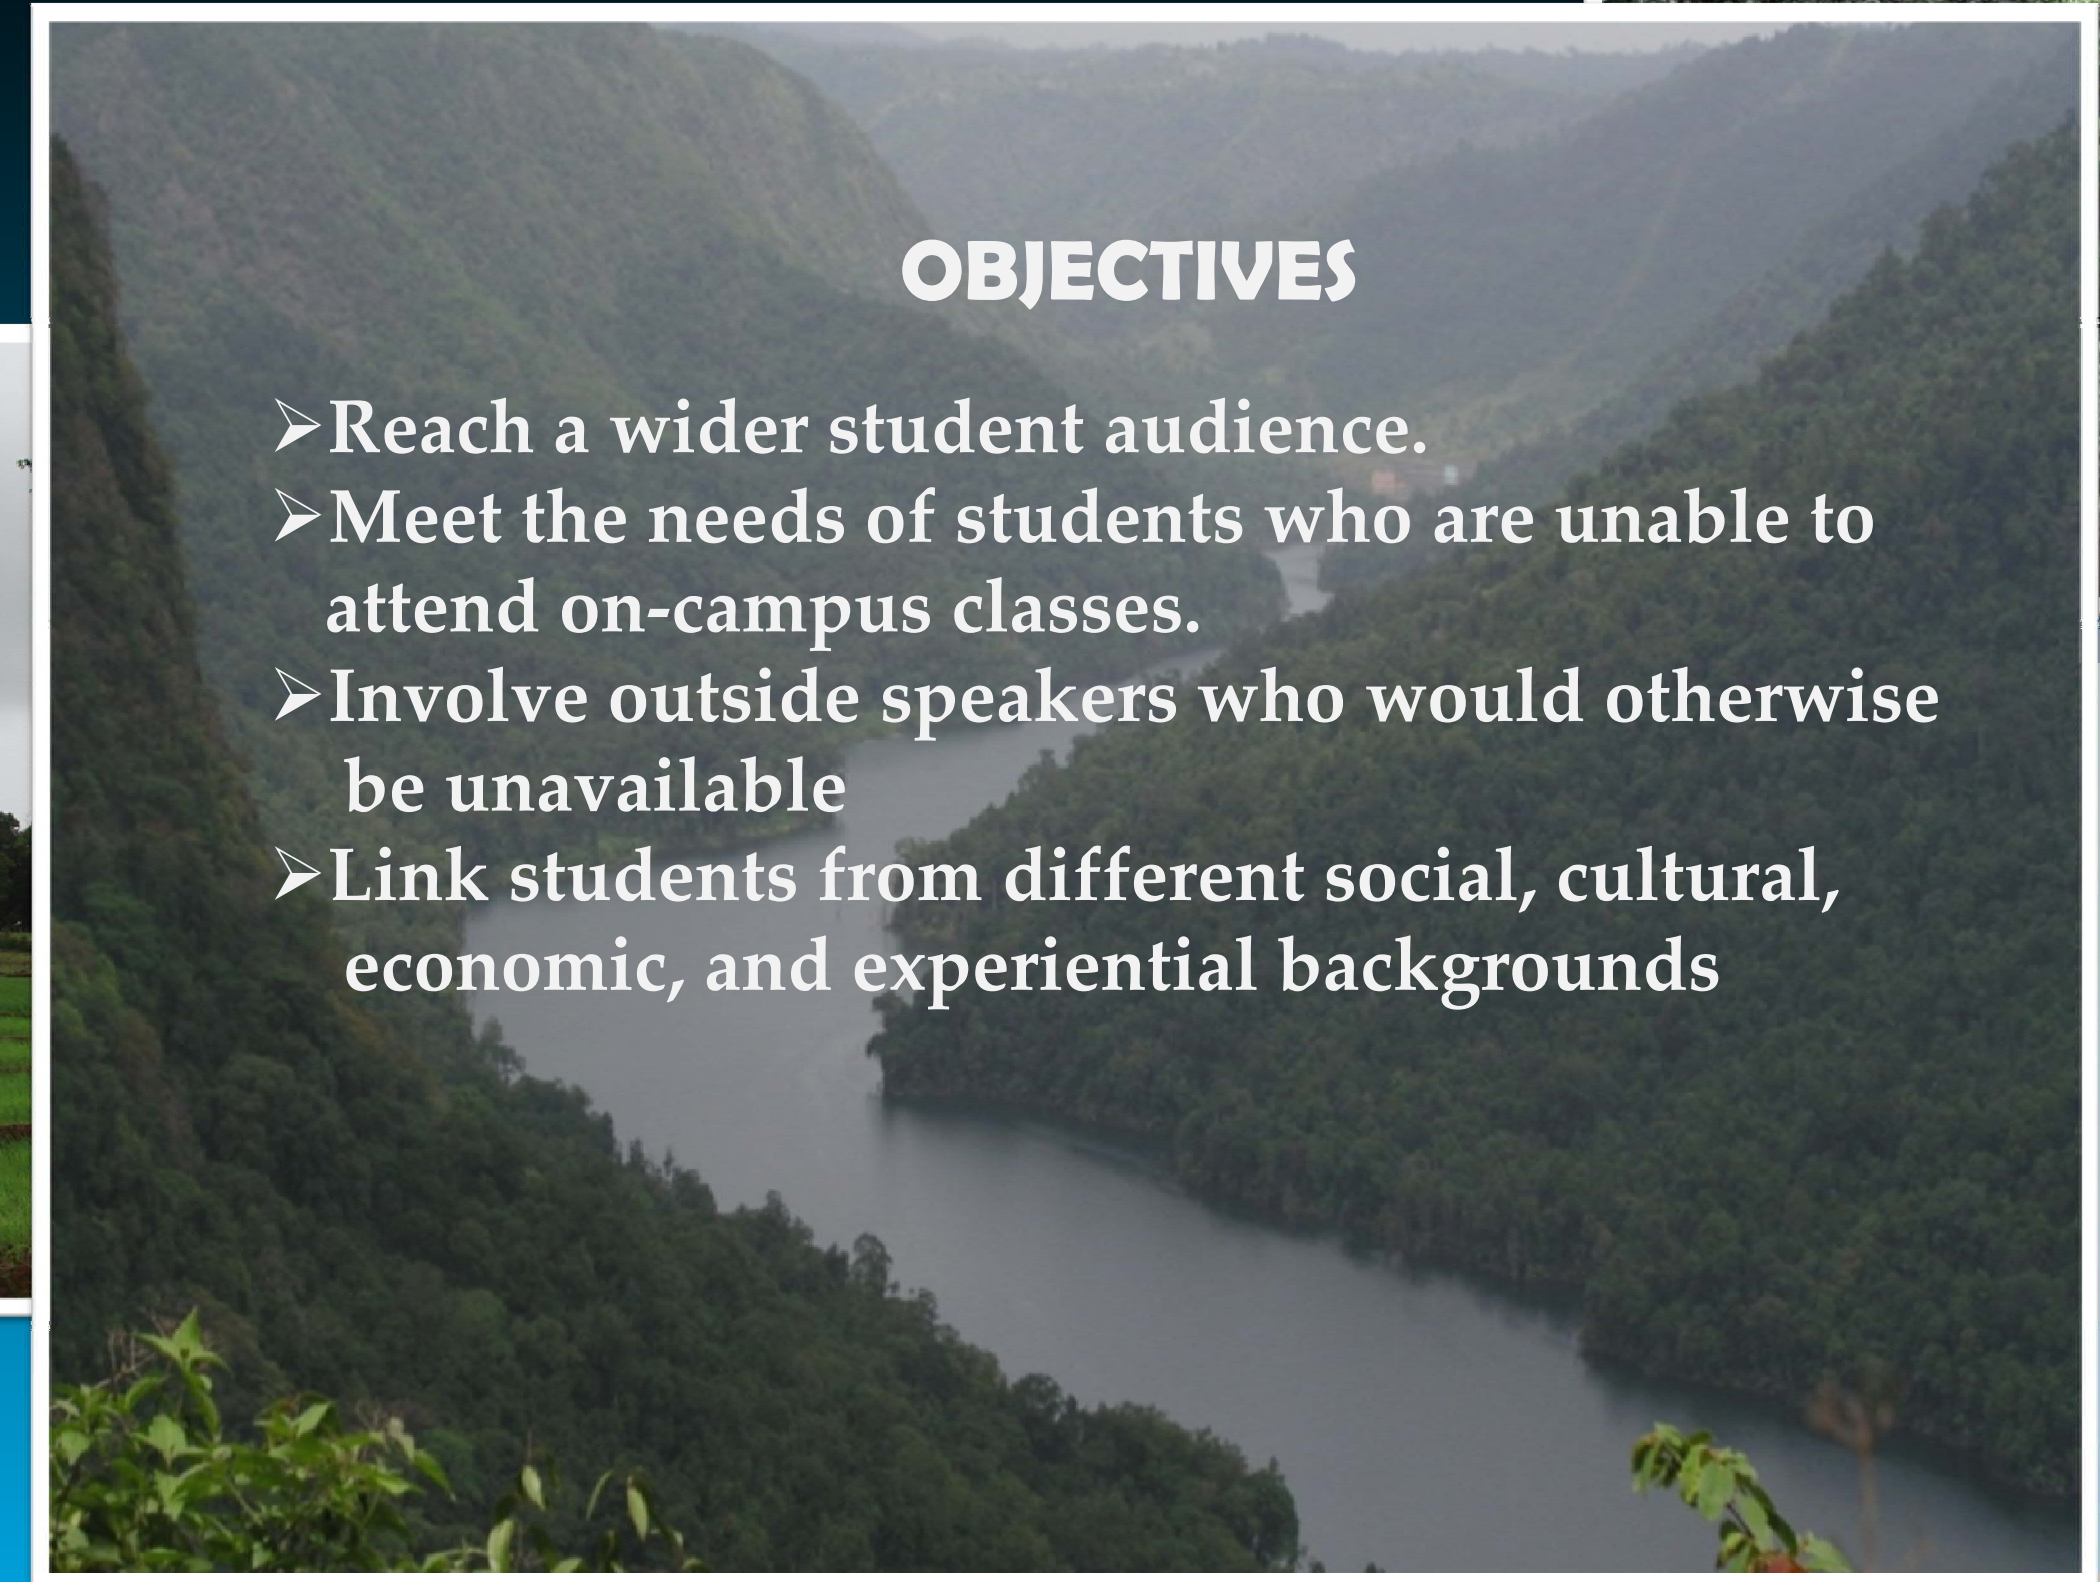 OBJECTIVES
➢Reach a wider student audience.
➢Meet the needs of students who are unable to
attend on-campus classes.
➢Involve outside speakers who would otherwise
be unavailable
➢Link students from different social, cultural,
economic, and experiential backgrounds